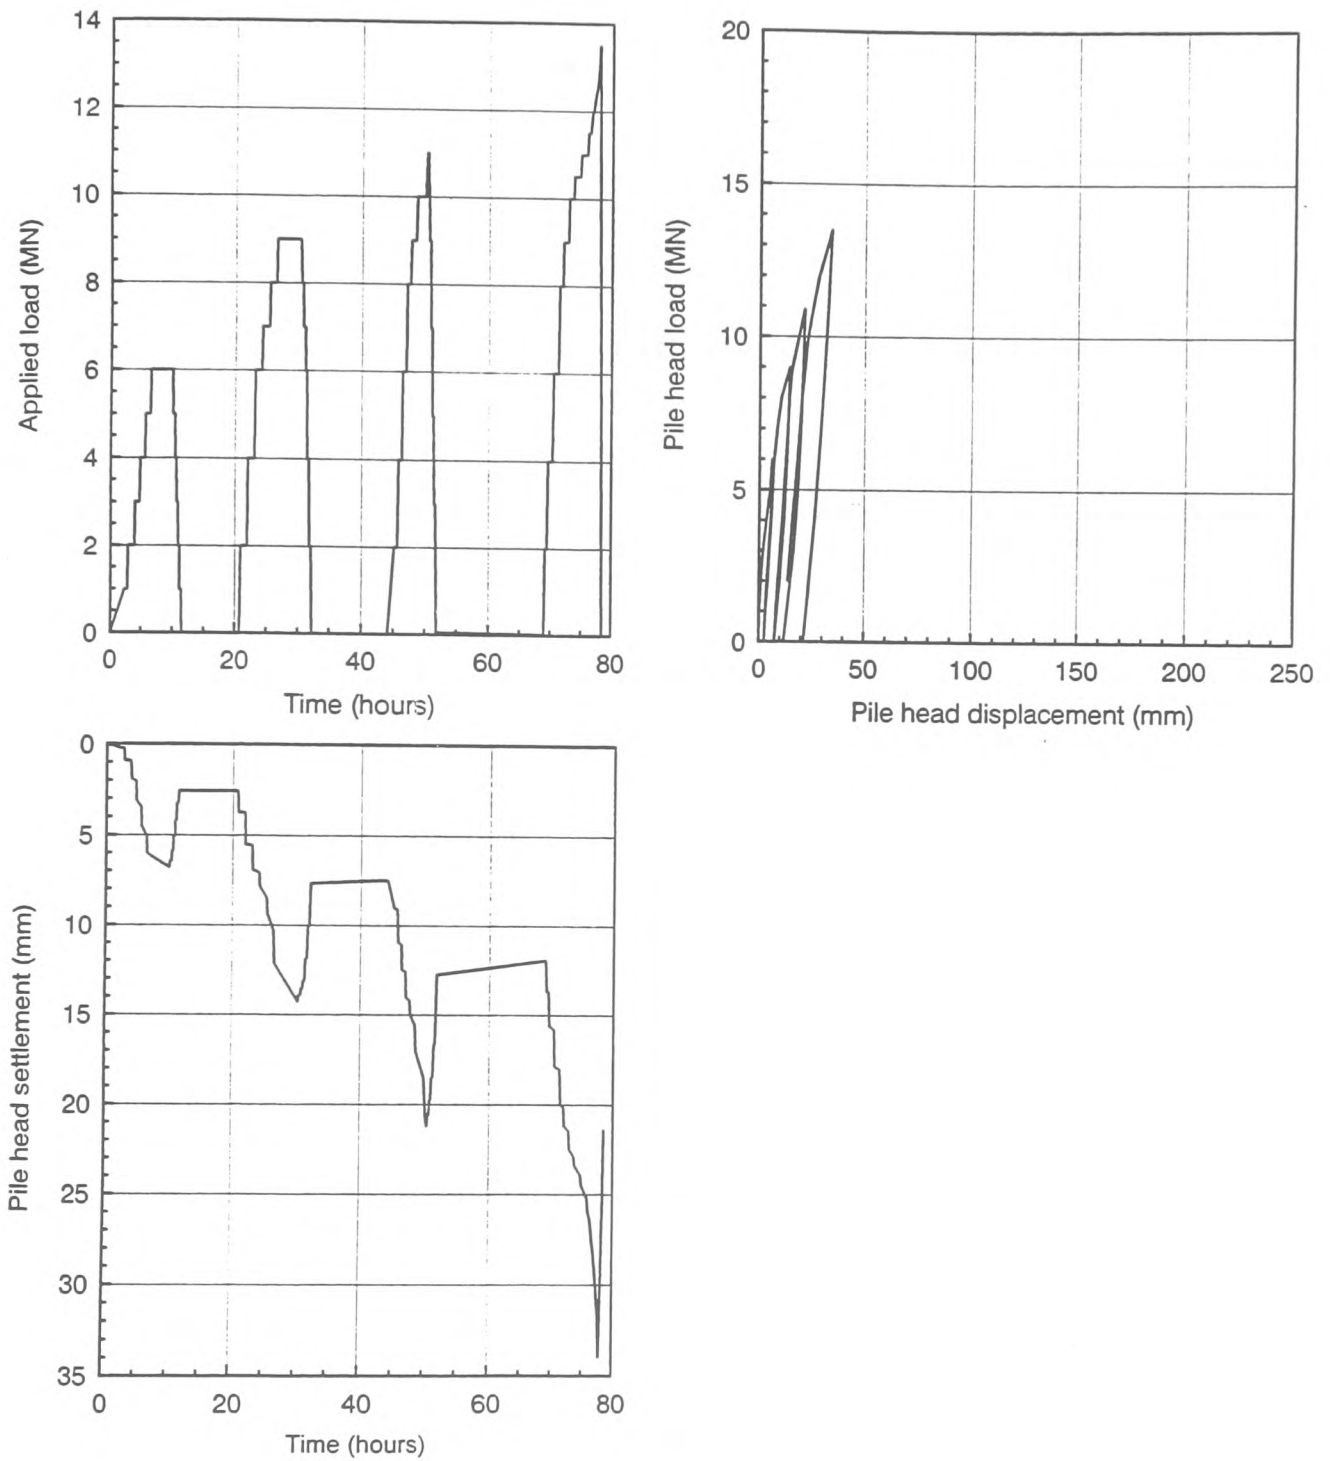 14
12
10
8
6
4
2
0
Applied load (MN)
0 20 40 60 80
Time (hours)
20
15
10
5
0
Pile head load (MN)
0 50 100 150 200 250
Pile head displacement (mm)
0
5
10
15
20
25
30
35
Pile head settlement (mm)
0 20 40 60 80
Time (hours)